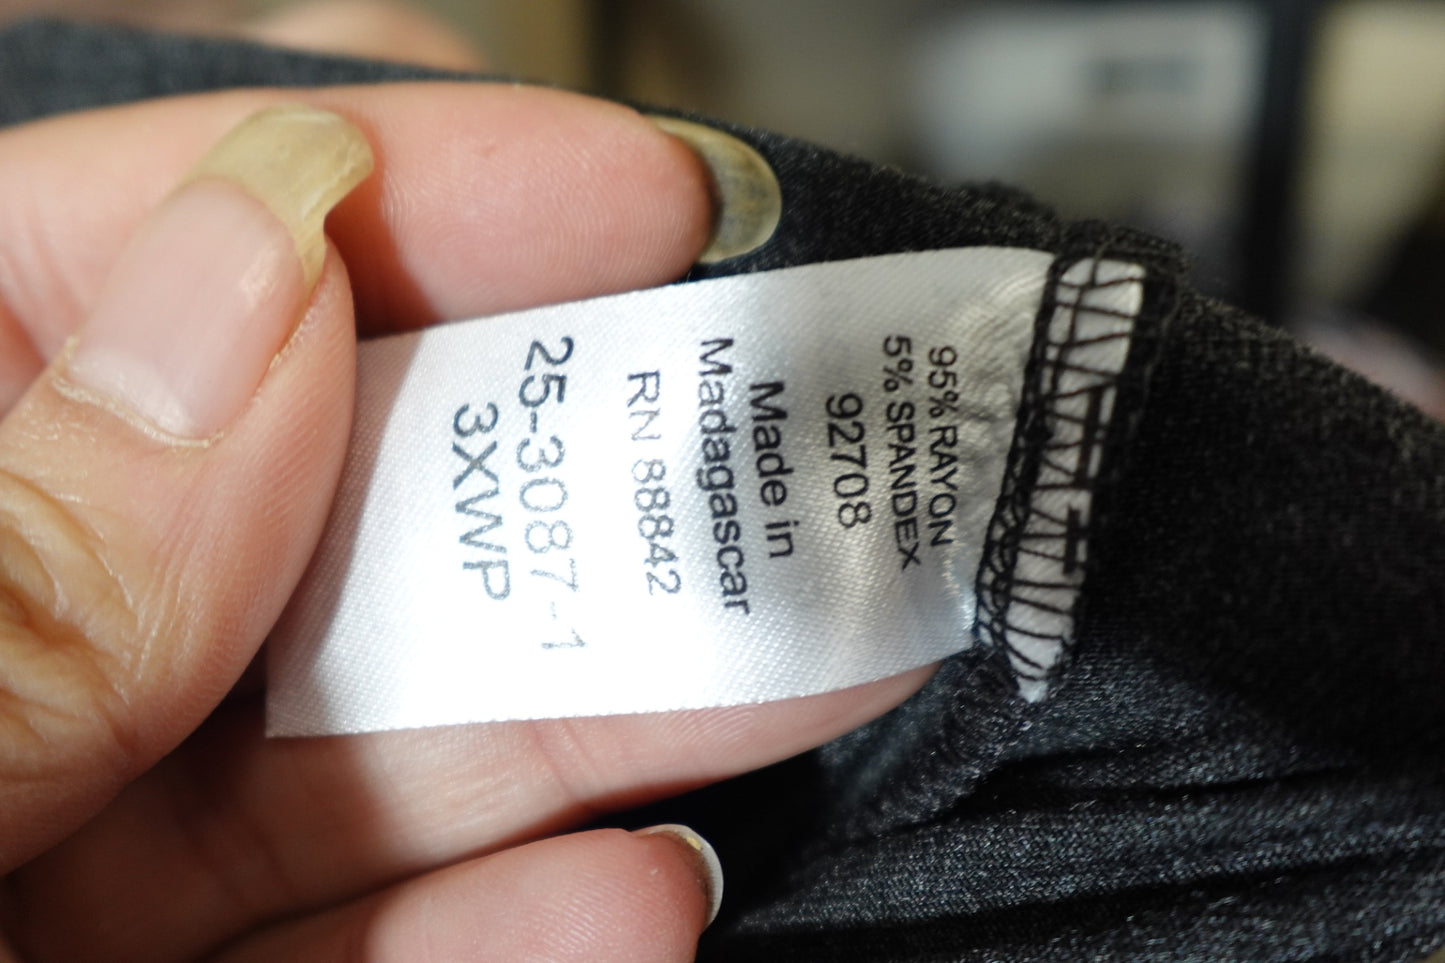 95% RAYON
5% SPANDEX
92708
Made in
Madagascar
RN 88842
25-3087-1
3XWP